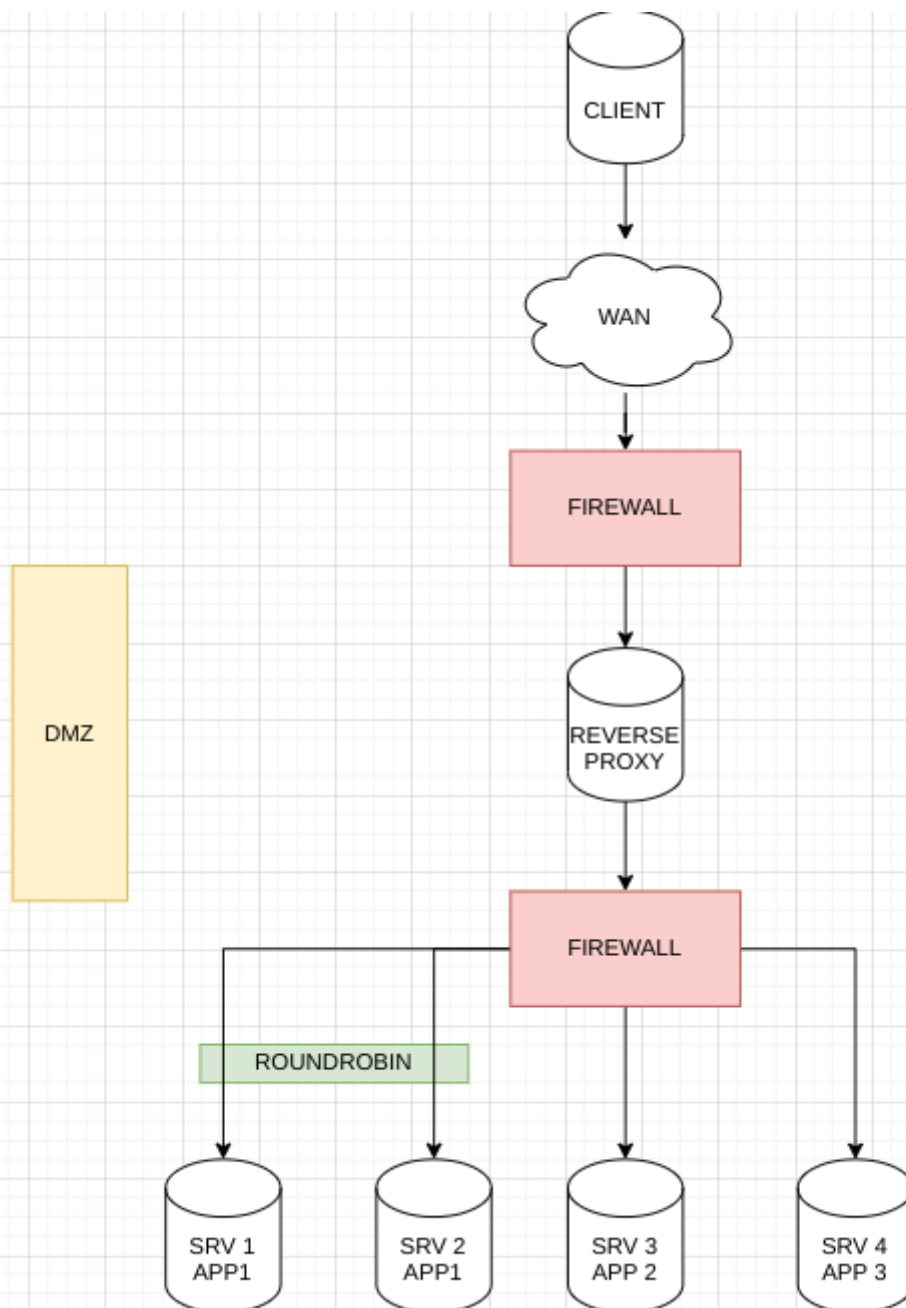 CLIENT
WAN
FIREWALL
DMZ
REVERSE
PROXY
FIREWALL
ROUNDROBIN
SRV 1
APP1
SRV 2
APP1
SRV 3
APP 2
SRV 4
APP 3